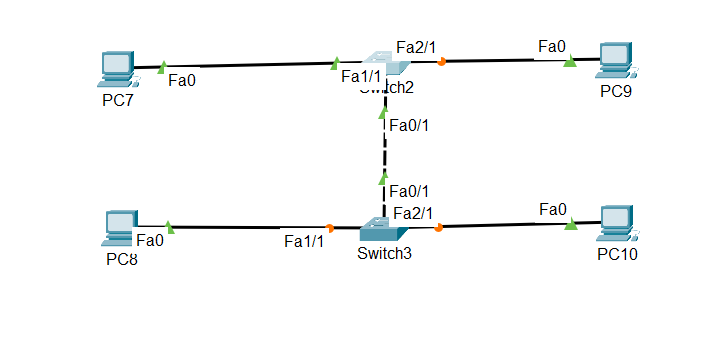 Fa2/1
Fa0
Fa0
Fa1/1
Switch2
PC7
PC9
Fa0/1
Fa0/1
Fa2/1
Fa0
Fa0
Fa1/1
Switch3
PC8
PC10